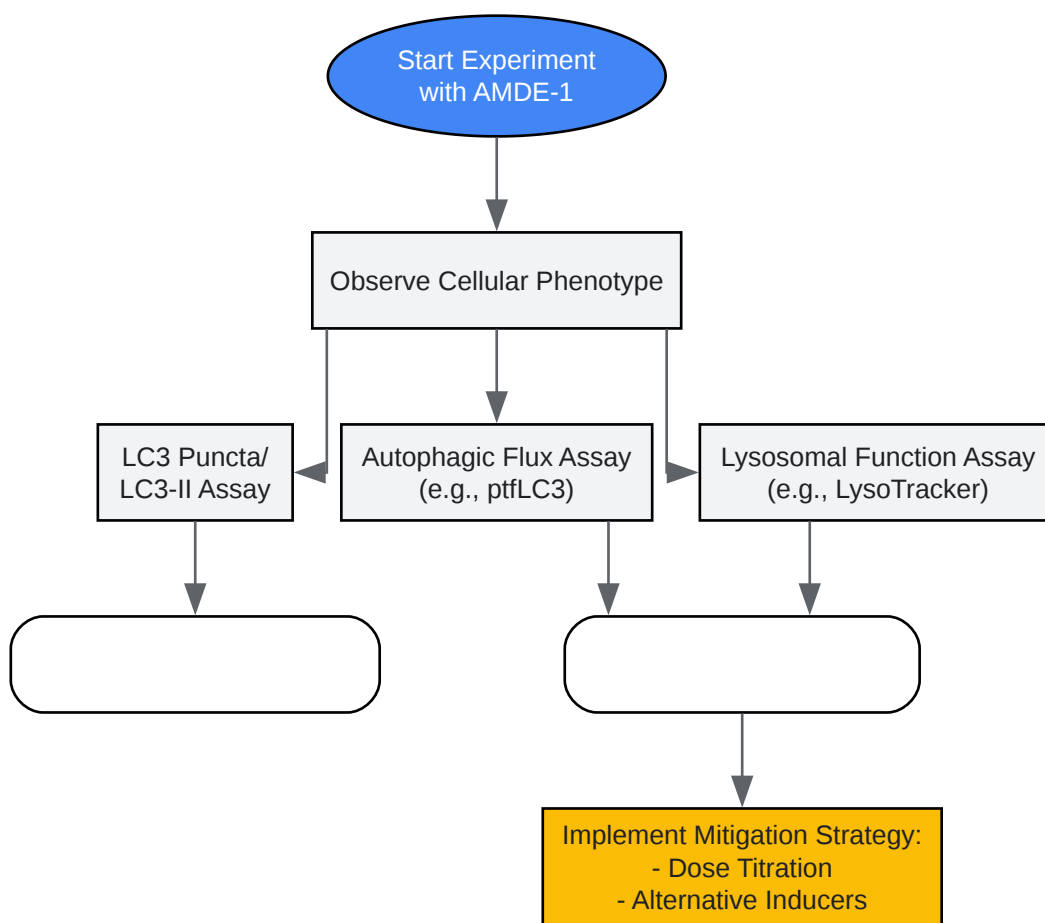 Start Experiment
with AMDE-1
Observe Cellular Phenotype
LC3 Puncta/
LC3-II Assay
Autophagic Flux Assay
(e.g., ptfLC3)
Lysosomal Function Assay
(e.g., LysoTracker)
Implement Mitigation Strategy:
- Dose Titration
- Alternative Inducers